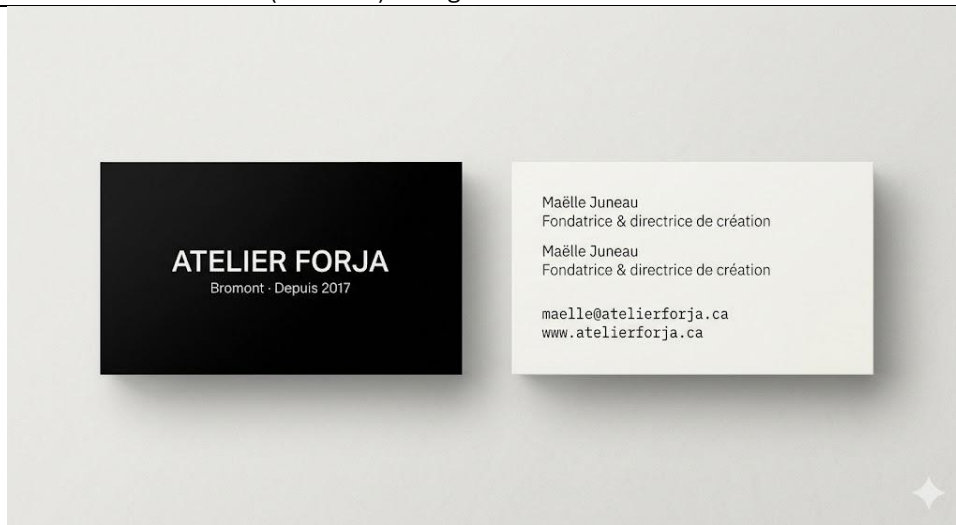 ATELIER FORJA
Bromont · Depuis 2017
Maëlle Juneau
Fondatrice & directrice de création
Maëlle Juneau
Fondatrice & directrice de création
maelle@atelierforja.ca
www.atelierforja.ca